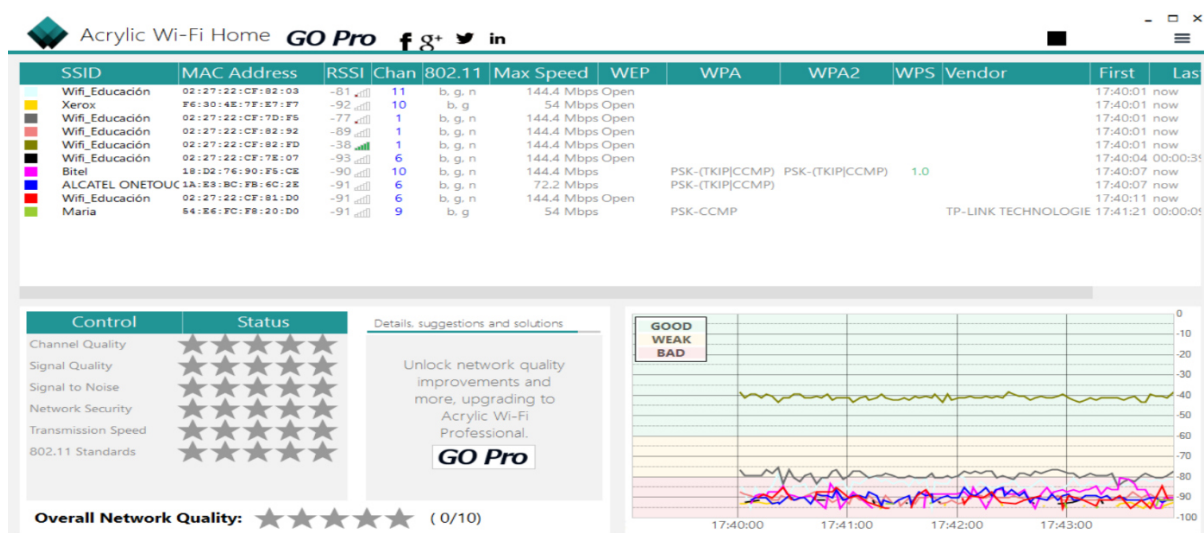 Acrylic Wi-Fi Home GO Pro f g+ in
SSID MAC Address RSSI Chan 802.11 Max Speed WEP WPA WPA2 WPS Vendor First Las
Wifi_Educación 02:27:22:CF:82:03 -81 11 b, g, n 144.4 Mbps Open 17:40:01 now
Xerox F6:30:4E:7F:E7:F7 -92 10 b, g 54 Mbps Open 17:40:01 now
Wifi_Educación 02:27:22:CF:7D:F5 -77 1 b, g, n 144.4 Mbps Open 17:40:01 now
Wifi_Educación 02:27:22:CF:82:92 -89 1 b, g, n 144.4 Mbps Open 17:40:01 now
Wifi_Educación 02:27:22:CF:82:FD -38 1 b, g, n 144.4 Mbps Open 17:40:01 now
Wifi_Educación 02:27:22:CF:7E:07 -93 6 b, g, n 144.4 Mbps Open 17:40:04 00:00:39
Bitel 18:D2:76:90:F5:CE -90 10 b, g, n 144.4 Mbps PSK-(TKIP|CCMP) PSK-(TKIP|CCMP) 1.0 17:40:07 now
ALCATEL ONETOUC 1A:E3:BC:FB:6C:2E -91 6 b, g, n 72.2 Mbps PSK-(TKIP|CCMP) 17:40:07 now
Wifi_Educación 02:27:22:CF:81:D0 -91 6 b, g, n 144.4 Mbps Open 17:40:11 now
Maria 54:E6:FC:F8:20:D0 -91 9 b, g 54 Mbps PSK-CCMP TP-LINK TECHNOLOGIE 17:41:21 00:00:09
Control Status
Channel Quality
Signal Quality
Signal to Noise
Network Security
Transmission Speed
802.11 Standards
Overall Network Quality: ( 0/10)
Details, suggestions and solutions
Unlock network quality
improvements and
more, upgrading to
Acrylic Wi-Fi
Professional.
GO Pro
GOOD
WEAK
BAD
0
-10
-20
-30
-40
-50
-60
-70
-80
-90
-100
17:40:00 17:41:00 17:42:00 17:43:00